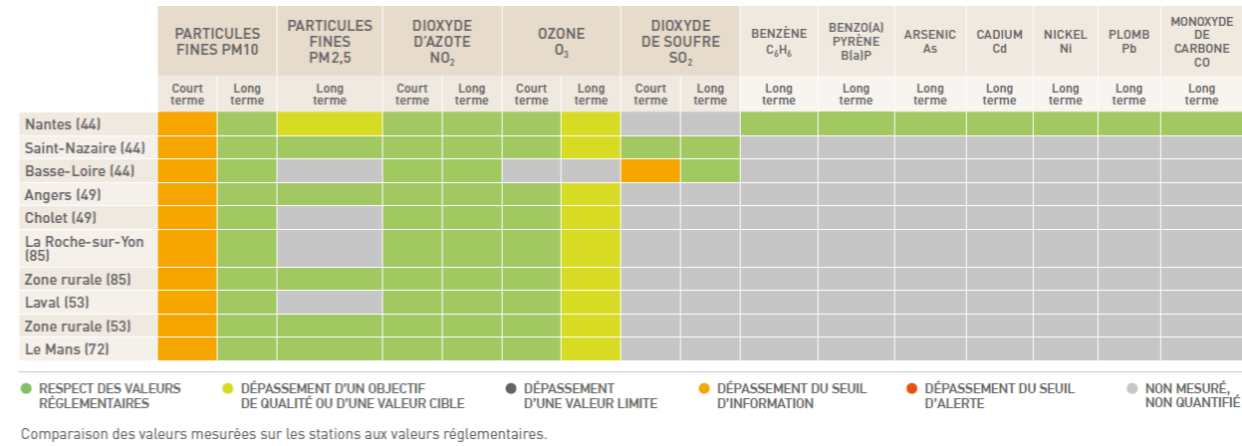 PARTICULES
FINES PM10
PARTICULES
FINES
PM2,5
DIOXYDE
D'AZOTE
NO₂
OZONE
O₃
DIOXYDE
DE SOUFRE
SO₂
BENZÈNE
C₆H₆
BENZO(A)
PYRÈNE
B(a)P
ARSENIC
As
CADIUM
Cd
NICKEL
Ni
PLOMB
Pb
MONOXYDE
DE
CARBONE
CO
Court
terme
Long
terme
Long
terme
Court
terme
Long
terme
Court
terme
Long
terme
Court
terme
Long
terme
Long
terme
Long
terme
Long
terme
Long
terme
Long
terme
Long
terme
Long
terme
Nantes (44)
Saint-Nazaire (44)
Basse-Loire (44)
Angers (49)
Cholet (49)
La Roche-sur-Yon
(85)
Zone rurale (85)
Laval (53)
Zone rurale (53)
Le Mans (72)
RESPECT DES VALEURS
RÉGLEMENTAIRES
DÉPASSEMENT D'UN OBJECTIF
DE QUALITÉ OU D'UNE VALEUR CIBLE
DÉPASSEMENT
D'UNE VALEUR LIMITE
DÉPASSEMENT DU SEUIL
D'INFORMATION
DÉPASSEMENT DU SEUIL
D'ALERTE
NON MESURÉ,
NON QUANTIFIÉ
Comparaison des valeurs mesurées sur les stations aux valeurs réglementaires.